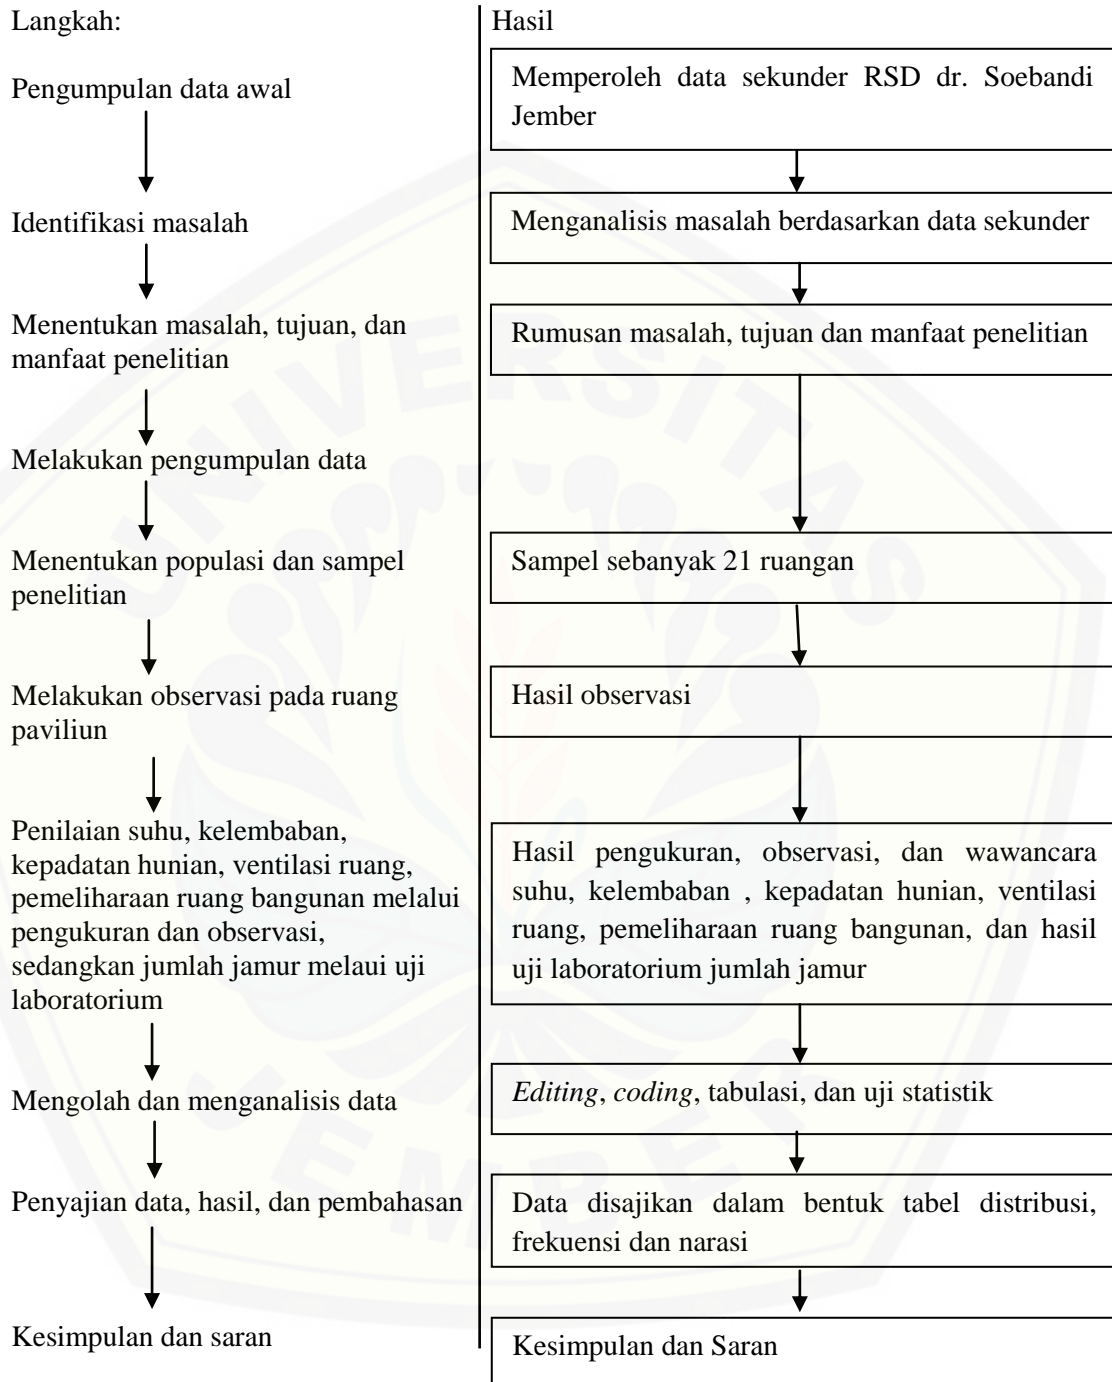 Langkah:
Hasil
Pengumpulan data awal
Memperoleh data sekunder RSD dr. Soebandi
Jember
Identifikasi masalah
Menganalisis masalah berdasarkan data sekunder
Menentukan masalah, tujuan, dan
manfaat penelitian
Rumusan masalah, tujuan dan manfaat penelitian
Melakukan pengumpulan data
Menentukan populasi dan sampel
penelitian
Sampel sebanyak 21 ruangan
Melakukan observasi pada ruang
paviliun
Hasil observasi
Penilaian suhu, kelembaban,
kepadatan hunian, ventilasi ruang,
pemeliharaan ruang bangunan melalui
pengukuran dan observasi,
sedangkan jumlah jamur melaui uji
laboratorium
Hasil pengukuran, observasi, dan wawancara
suhu, kelembaban , kepadatan hunian, ventilasi
ruang, pemeliharaan ruang bangunan, dan hasil
uji laboratorium jumlah jamur
Mengolah dan menganalisis data
Editing, coding, tabulasi, dan uji statistik
Penyajian data, hasil, dan pembahasan
Data disajikan dalam bentuk tabel distribusi,
frekuensi dan narasi
Kesimpulan dan saran
Kesimpulan dan Saran
UNIVERSITAS
JEMBER